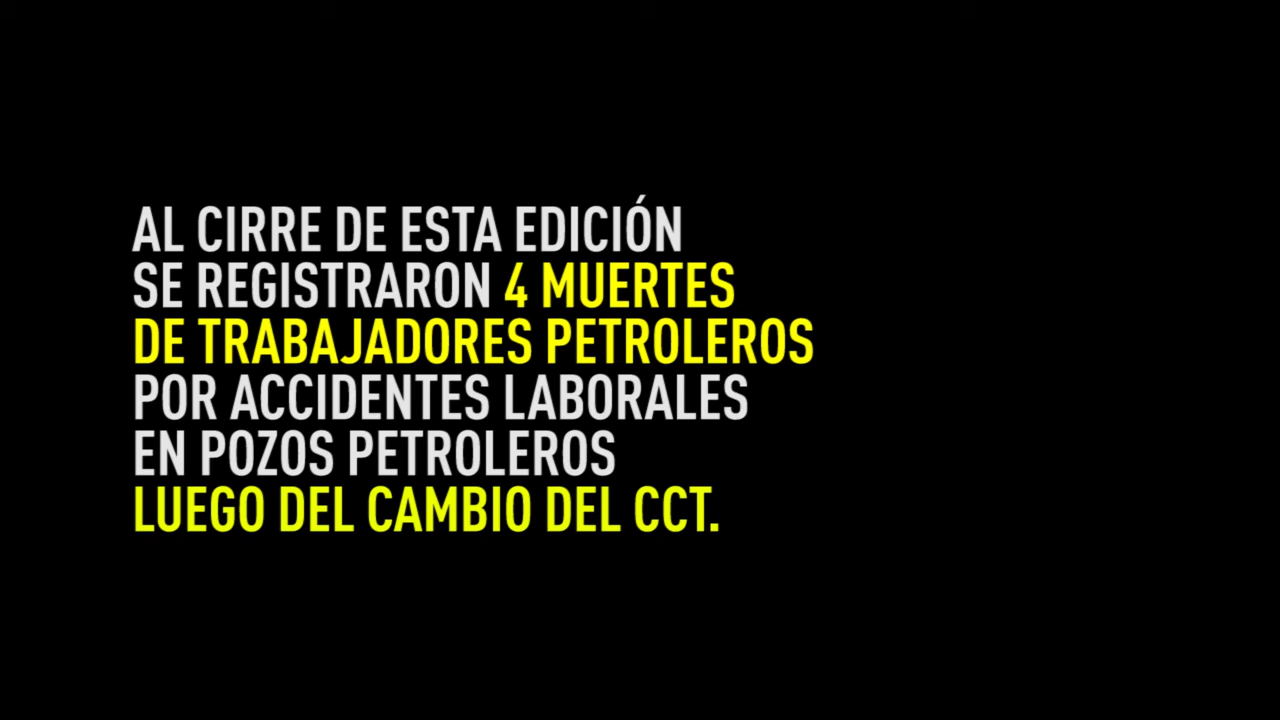 AL CIRRE DE ESTA EDICIÓN
SE REGISTRARON 4 MUERTES
DE TRABAJADORES PETROLEROS
POR ACCIDENTES LABORALES
EN POZOS PETROLEROS
LUEGO DEL CAMBIO DEL CCT.